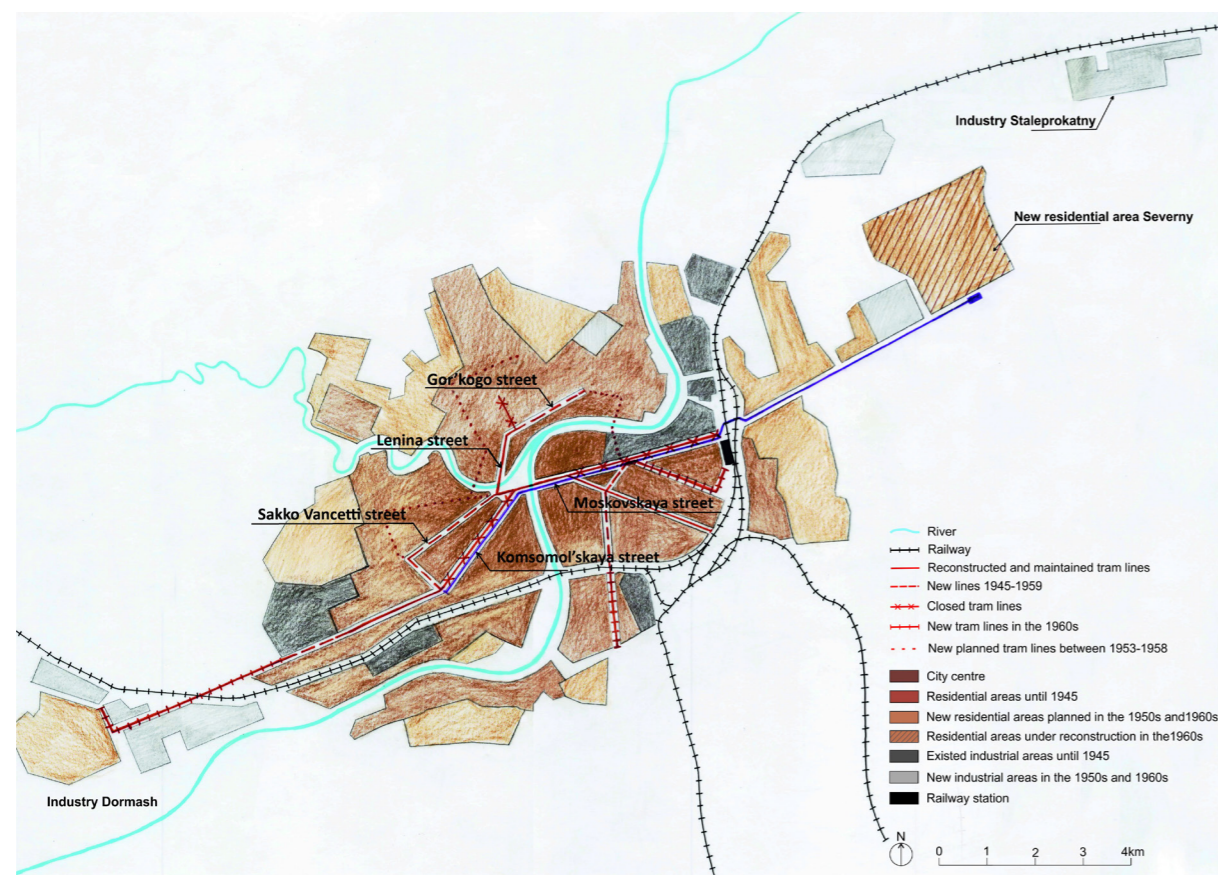 Industry Staleprokatny
New residential area Severny
Gor'kogo street
Lenina street
Moskovskaya street
Sakko Vancetti street
Komsomol'skaya street
Industry Dormash
River
Railway
Reconstructed and maintained tram lines
New lines 1945-1959
Closed tram lines
New tram lines in the 1960s
New planned tram lines between 1953-1958
City centre
Residential areas until 1945
New residential areas planned in the 1950s and1960s
Residential areas under reconstruction in the1960s
Existed industrial areas until 1945
New industrial areas in the 1950s and 1960s
Railway station
N
0 1 2 3 4km